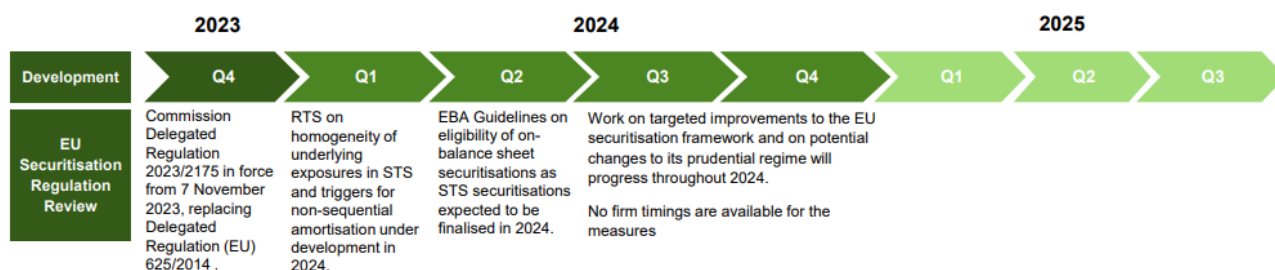 2023
2024
2025
Development
Q4
Q1
Q2
Q3
Q4
Q1
Q2
Q3
EU
Securitisation
Regulation
Review
Commission
Delegated
Regulation
2023/2175 in force
from 7 November
2023, replacing
Delegated
Regulation (EU)
625/2014 .
RTS on
homogeneity of
underlying
exposures in STS
and triggers for
non-sequential
amortisation under
development in
2024.
EBA Guidelines on
eligibility of on-
balance sheet
securitisations as
STS securitisations
expected to be
finalised in 2024.
Work on targeted improvements to the EU
securitisation framework and on potential
changes to its prudential regime will
progress throughout 2024.
No firm timings are available for the
measures